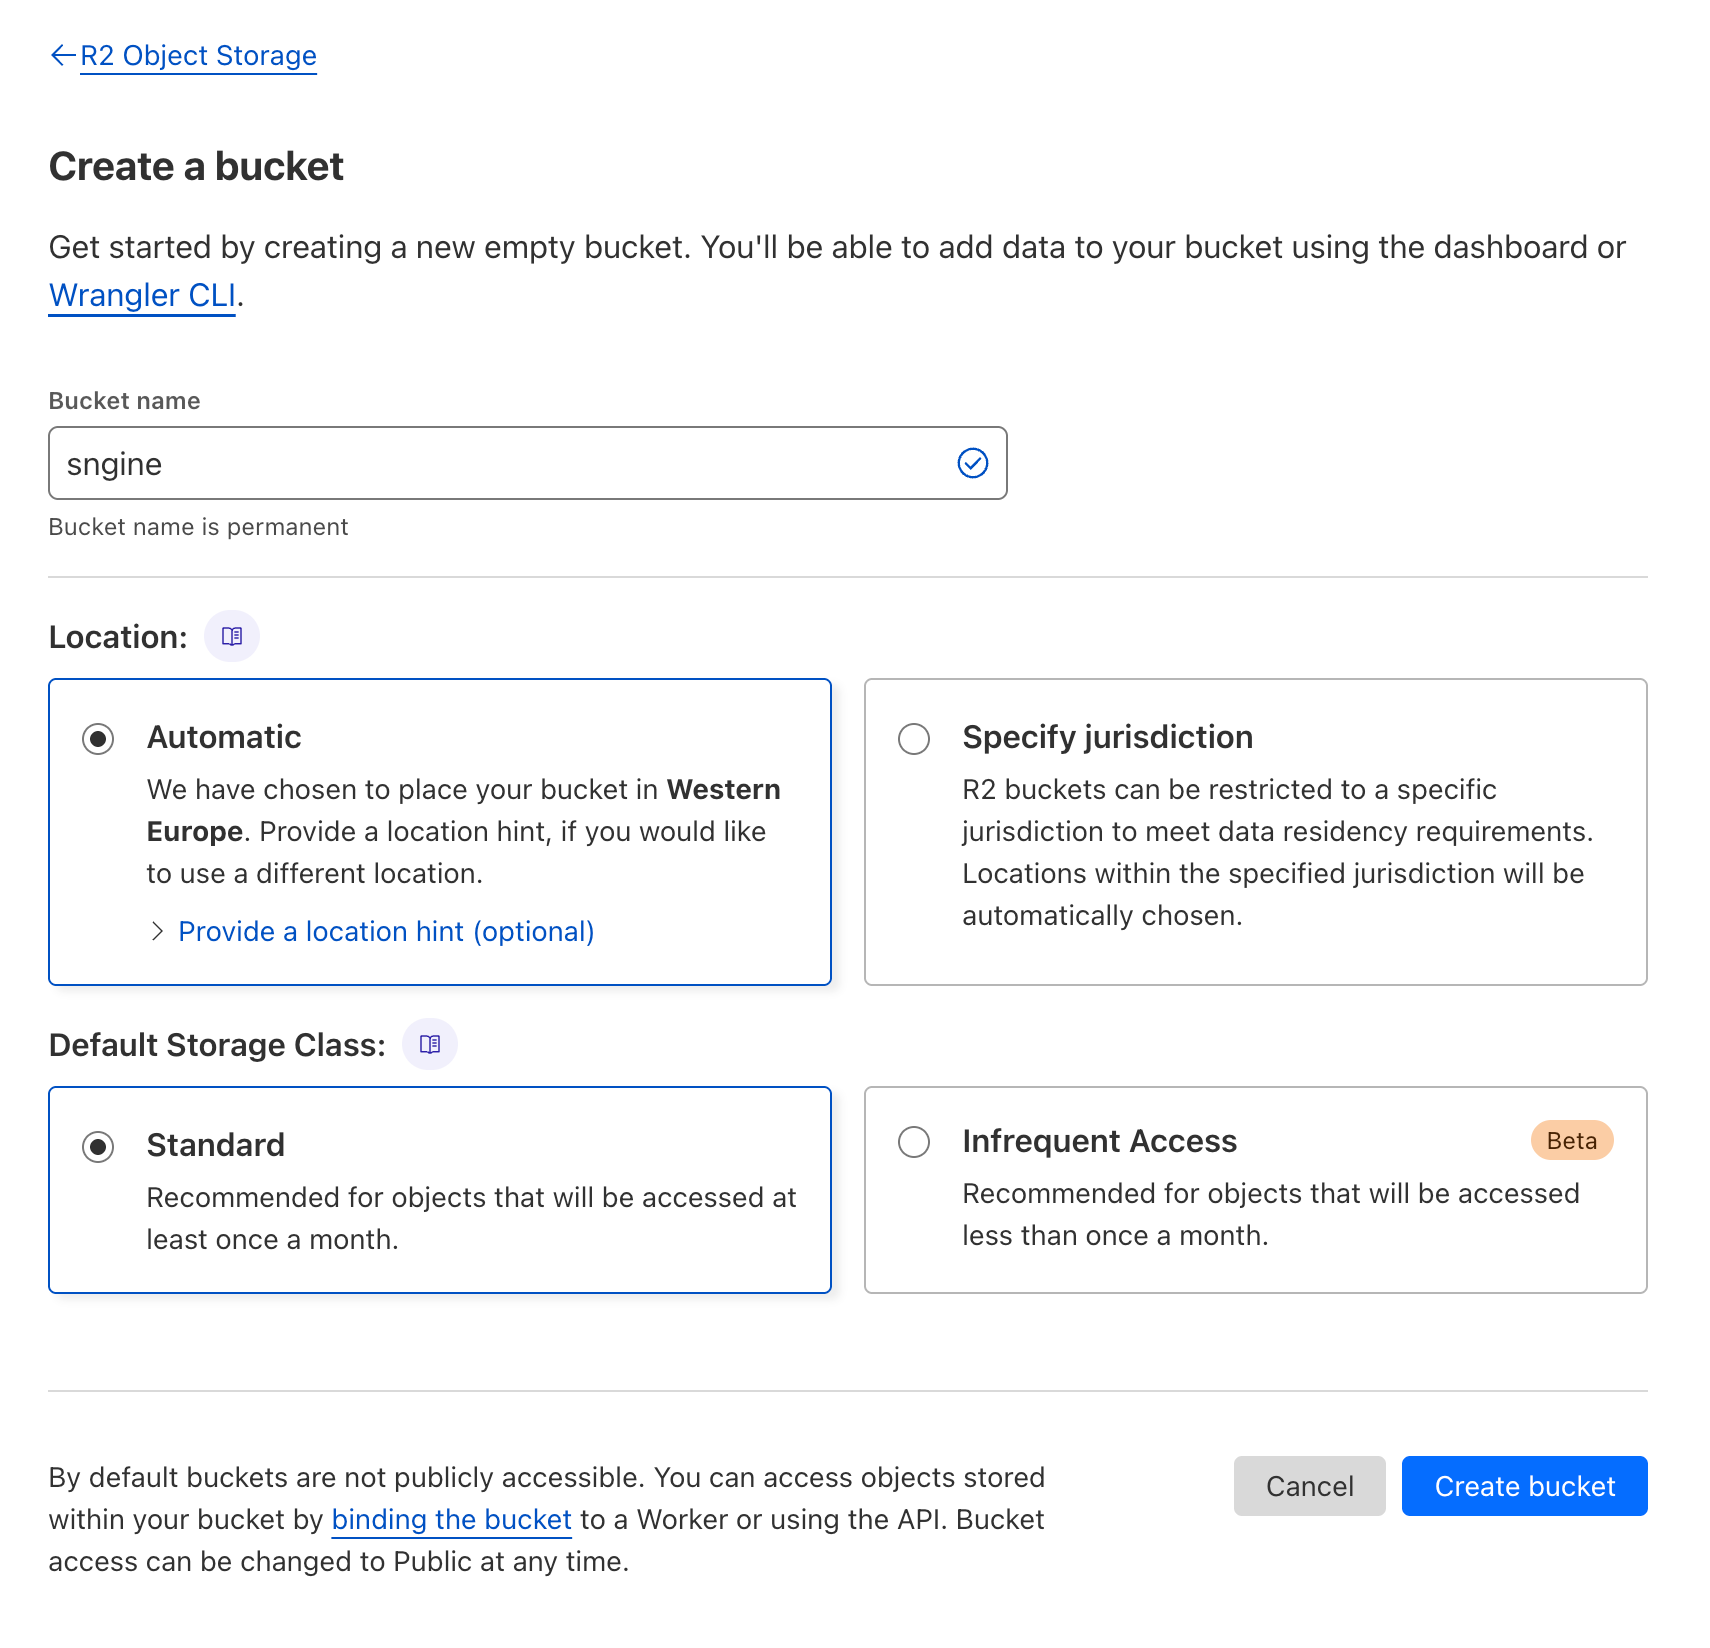 R2 Object Storage
Create a bucket
Get started by creating a new empty bucket. You'll be able to add data to your bucket using the dashboard or
Wrangler CLI.
Bucket name
sngine
Bucket name is permanent
Location:
Automatic
We have chosen to place your bucket in Western
Europe. Provide a location hint, if you would like
to use a different location.
Provide a location hint (optional)
Specify jurisdiction
R2 buckets can be restricted to a specific
jurisdiction to meet data residency requirements.
Locations within the specified jurisdiction will be
automatically chosen.
Default Storage Class:
Standard
Recommended for objects that will be accessed at
least once a month.
Infrequent Access
Beta
Recommended for objects that will be accessed
less than once a month.
By default buckets are not publicly accessible. You can access objects stored
within your bucket by binding the bucket to a Worker or using the API. Bucket
access can be changed to Public at any time.
Cancel
Create bucket